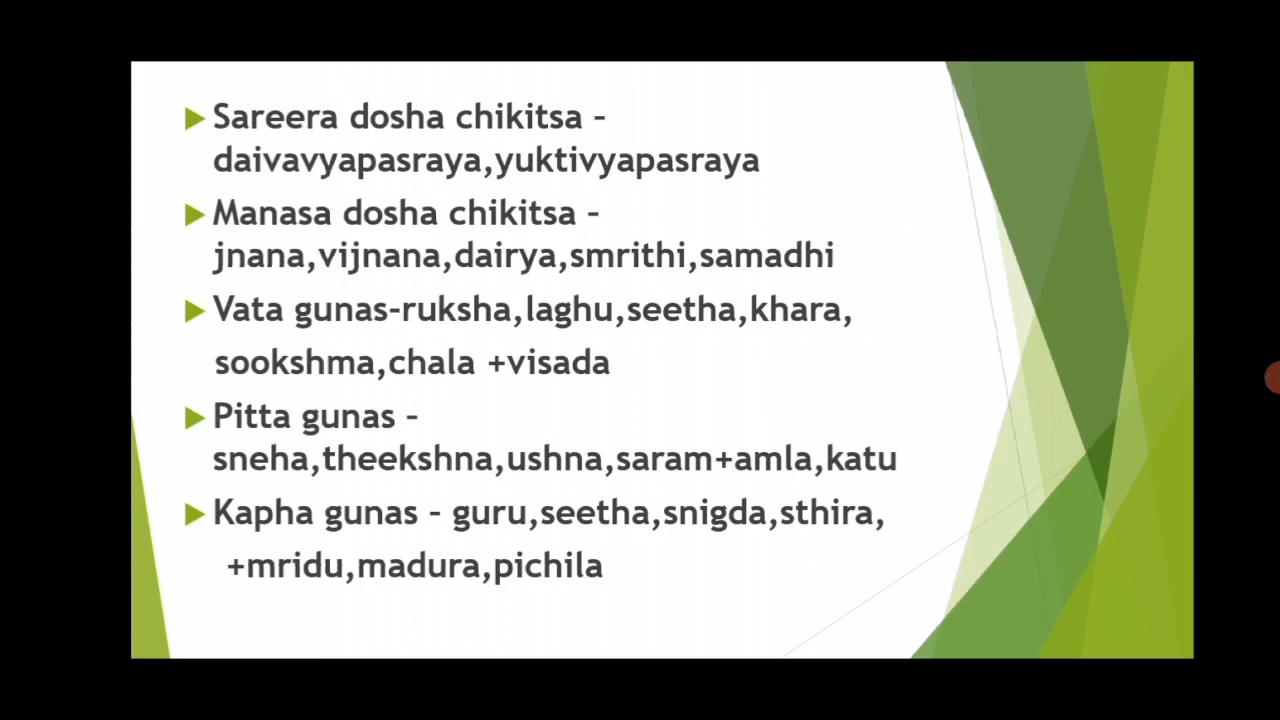 Sareera dosha chikitsa –
daivavyapasraya,yuktivyapasraya
Manasa dosha chikitsa –
jnana,vijnana,dairya,smrithi,samadhi
Vata gunas-ruksha,laghu,seetha,khara,
sookshma,chala +visada
Pitta gunas –
sneha,theekshna,ushna,saram+amla,katu
Kapha gunas – guru,seetha,snigda,sthira,
+mridu,madura,pichila